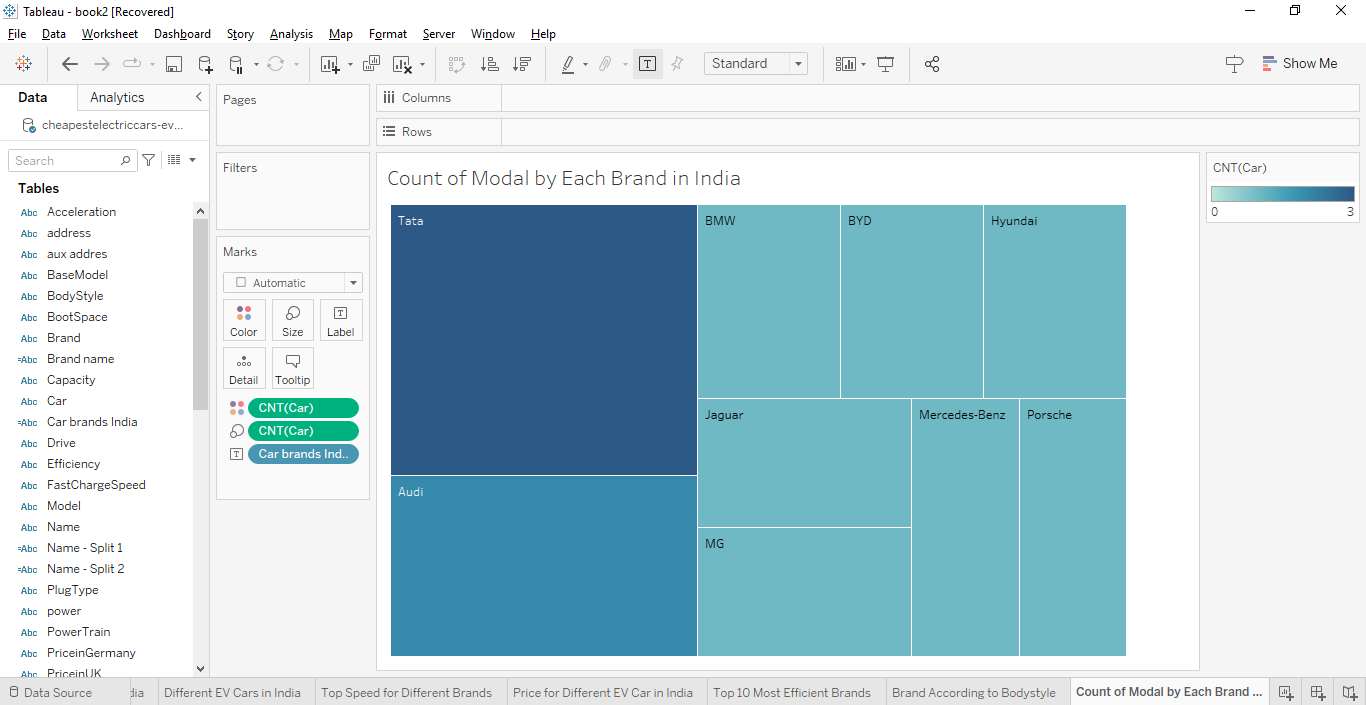 Tableau - book2 [Recovered]
File Data Worksheet Dashboard Story Analysis Map Format Server Window Help
Standard
Show Me
Data Analytics
cheapestelectriccars-ev...
Search
Tables
Abc Acceleration
Abc address
Abc aux addres
Abc BaseModel
Abc BodyStyle
Abc BootSpace
Abc Brand
=Abc Brand name
Abc Capacity
Abc Car
=Abc Car brands India
Abc Drive
Abc Efficiency
Abc FastChargeSpeed
Abc Model
Abc Name
=Abc Name - Split 1
=Abc Name - Split 2
Abc PlugType
Abc power
Abc PowerTrain
Abc PriceinGermany
Abc PriceinUK
Pages
Filters
Marks
Automatic
Color Size Label
Detail Tooltip
CNT(Car)
CNT(Car)
Car brands Ind..
Columns
Rows
Count of Modal by Each Brand in India
Tata
Audi
BMW
BYD
Hyundai
Jaguar
MG
Mercedes-Benz
Porsche
CNT(Car)
0 3
Data Source dia Different EV Cars in India Top Speed for Different Brands Price for Different EV Car in India Top 10 Most Efficient Brands Brand According to Bodystyle Count of Modal by Each Brand ...